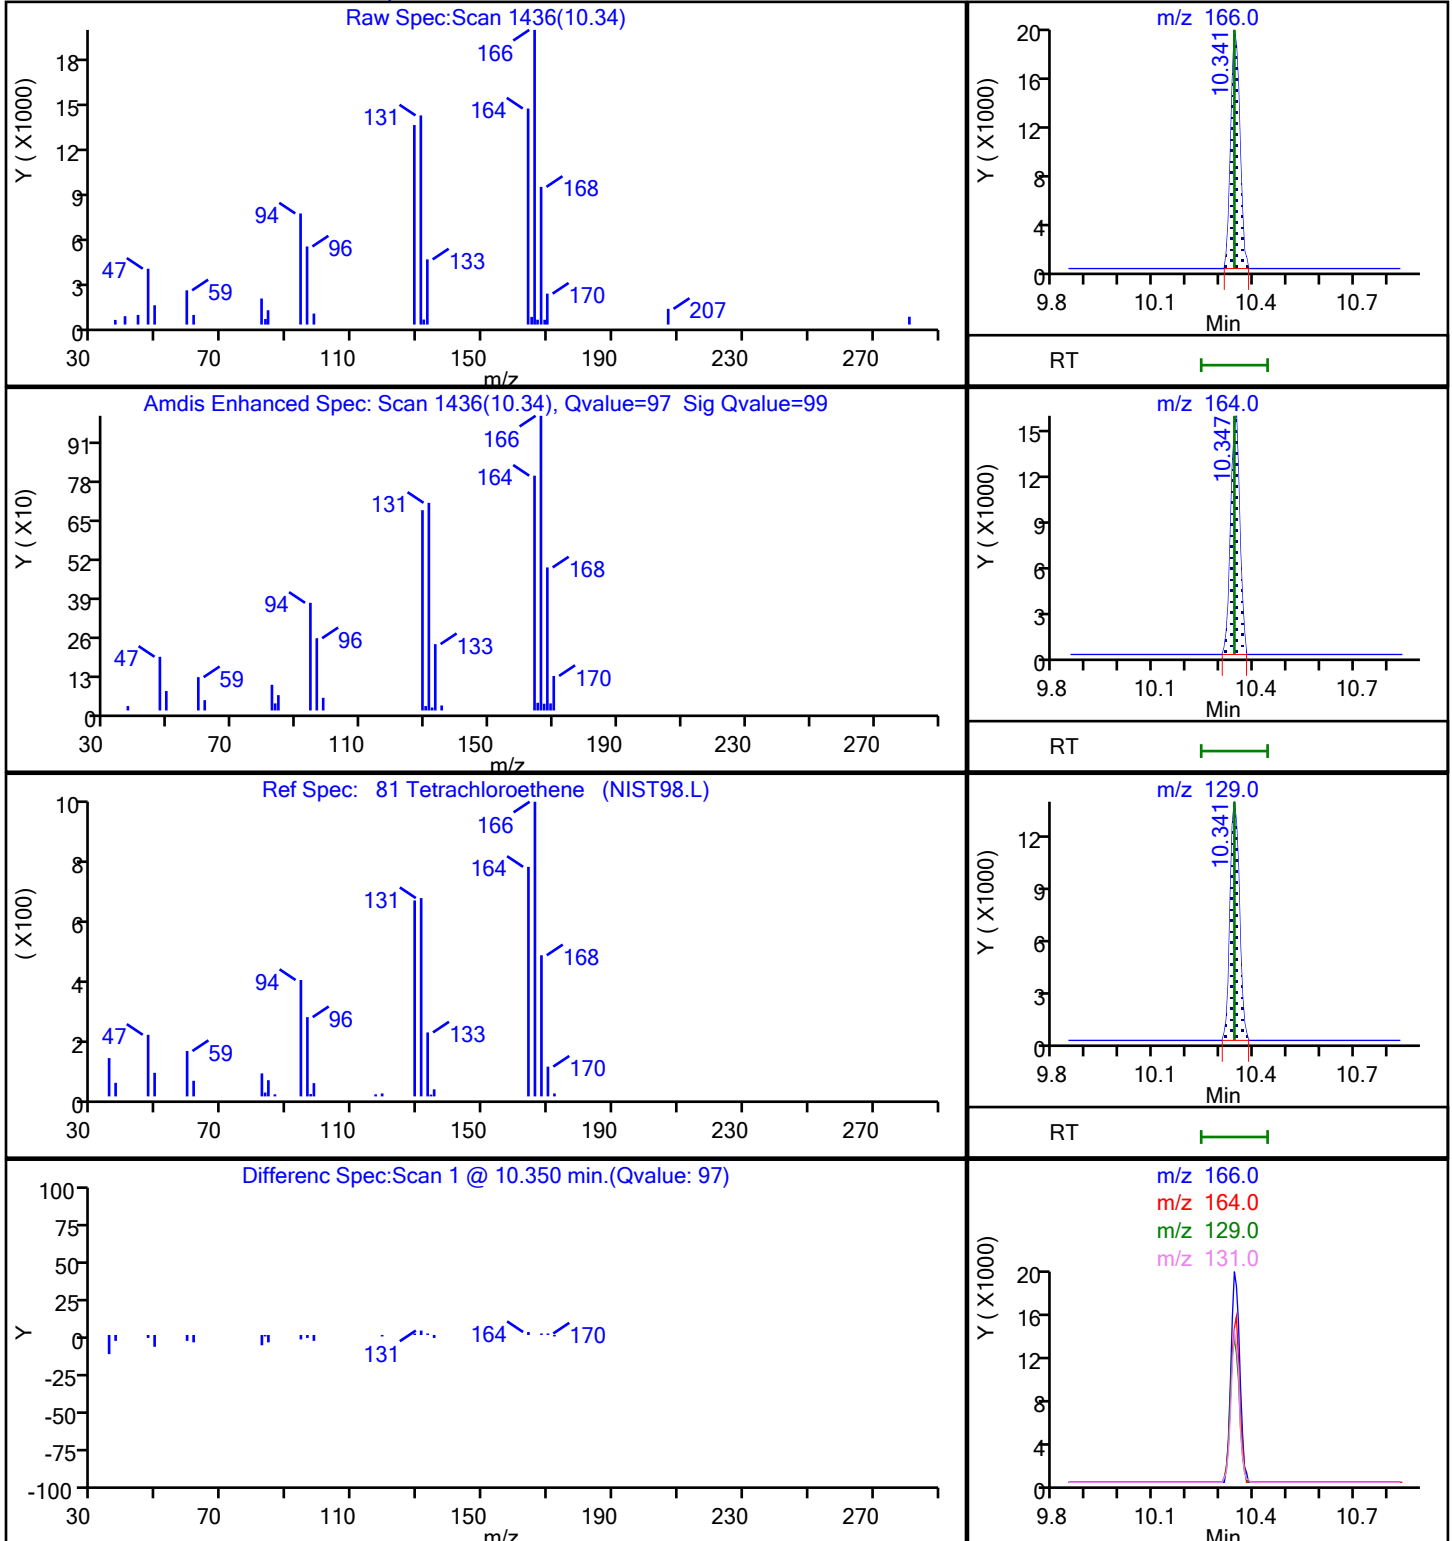 Raw Spec:Scan 1436(10.34)
Y ( X1000)
18
15
12
9
6
3
0
166
164
131
168
94
96
133
47
59
170
207
30 70 110 150 190 230 270
m/z
m/z 166.0
Y ( X1000)
20
16
12
8
4
0
10.341
9.8 10.1 10.4 10.7
Min
RT
Amdis Enhanced Spec: Scan 1436(10.34), Qvalue=97 Sig Qvalue=99
Y ( X10)
91
78
65
52
39
26
13
0
166
164
131
168
94
96
133
47
59
170
30 70 110 150 190 230 270
m/z
m/z 164.0
Y ( X1000)
15
12
9
6
3
0
10.347
9.8 10.1 10.4 10.7
Min
RT
Ref Spec: 81 Tetrachloroethene (NIST98.L)
( X100)
10
8
6
4
2
0
166
164
131
168
94
96
133
47
59
170
30 70 110 150 190 230 270
m/z 129.0
Y ( X1000)
12
9
6
3
0
10.341
9.8 10.1 10.4 10.7
Min
RT
Differenc Spec:Scan 1 @ 10.350 min.(Qvalue: 97)
Y
100
75
50
25
0
-25
-50
-75
-100
131
164
170
30 70 110 150 190 230 270
m/z
m/z 166.0
m/z 164.0
m/z 129.0
m/z 131.0
Y ( X1000)
20
16
12
8
4
0
9.8 10.1 10.4 10.7
Min